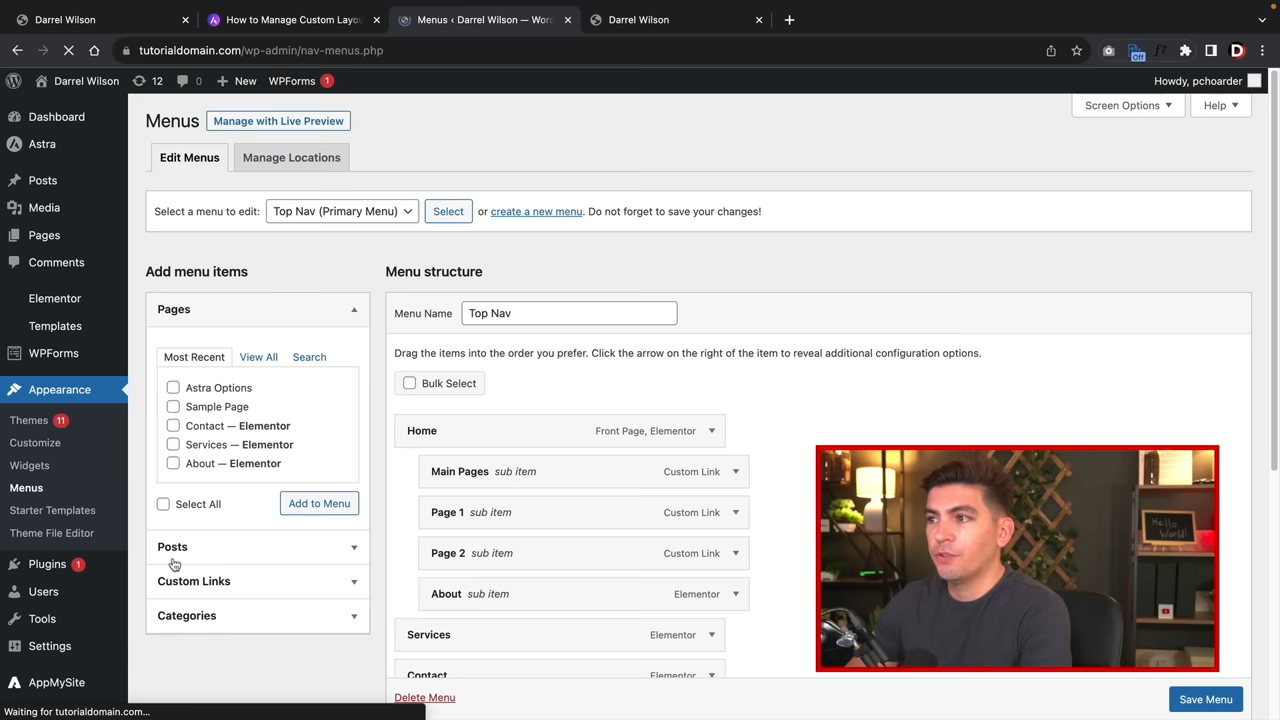 Darrel Wilson
How to Manage Custom Layou
Menus ‹ Darrel Wilson — Word
Darrel Wilson
tutorialdomain.com/wp-admin/nav-menus.php
Off
D
Darrel Wilson
12
0
New
WPForms 1
Howdy, pchoarder
Dashboard
Astra
Posts
Media
Pages
Comments
Elementor
Templates
WPForms
Appearance
Themes 11
Customize
Widgets
Menus
Starter Templates
Theme File Editor
Plugins 1
Users
Tools
Settings
AppMySite
Menus
Manage with Live Preview
Screen Options
Help
Edit Menus
Manage Locations
Select a menu to edit:
Top Nav (Primary Menu)
Select
or create a new menu. Do not forget to save your changes!
Add menu items
Pages
Most Recent
View All
Search
Astra Options
Sample Page
Contact — Elementor
Services — Elementor
About — Elementor
Select All
Add to Menu
Posts
Custom Links
Categories
Menu structure
Menu Name
Top Nav
Drag the items into the order you prefer. Click the arrow on the right of the item to reveal additional configuration options.
Bulk Select
Home Front Page, Elementor
Main Pages sub item Custom Link
Page 1 sub item Custom Link
Page 2 sub item Custom Link
About sub item Elementor
Services Elementor
Contact Elementor
Delete Menu
Save Menu
Hello World!
Waiting for tutorialdomain.com...